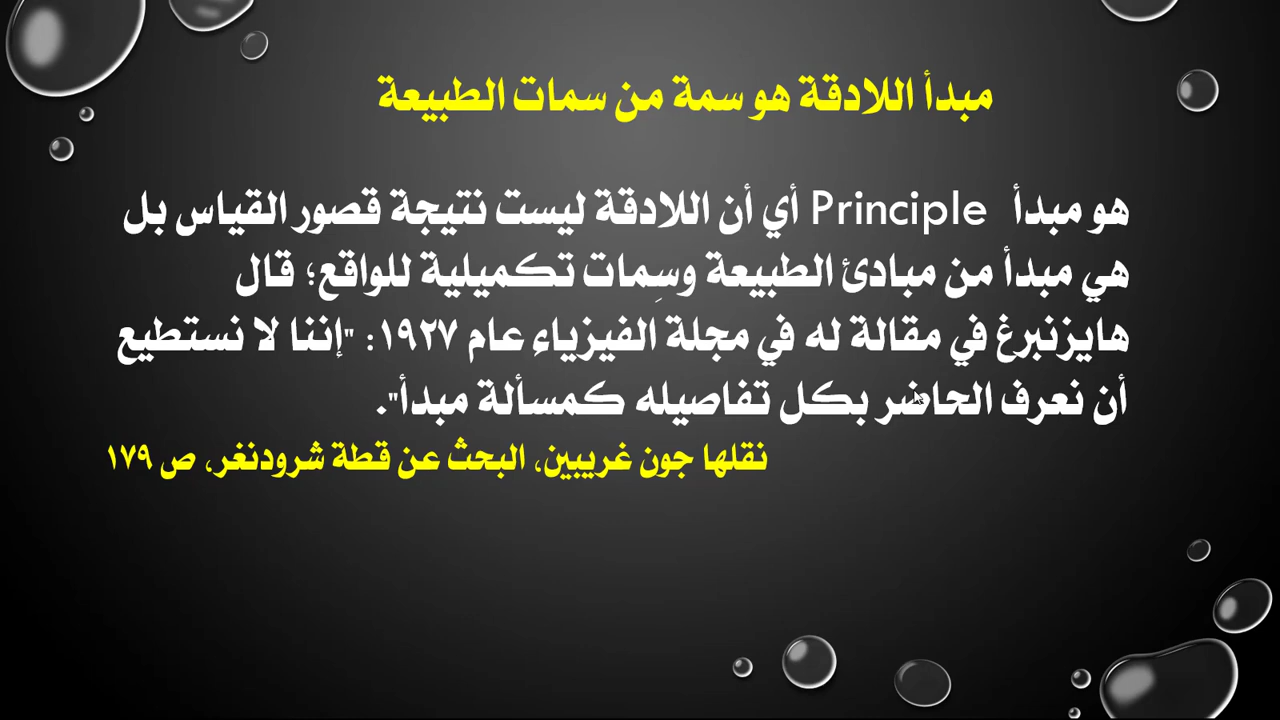 مبدأ اللادقة هو سمة من سمات الطبيعة
هو مبدأ Principle أي أن اللادقة ليست نتيجة قصور القياس بل
هي مبدأ من مبادئ الطبيعة وسِمات تكميلية للواقع؛ قال
هايزنبرغ في مقالة له في مجلة الفيزياء عام ١٩٢٧: "إننا لا نستطيع
أن نعرف الحاضر بكل تفاصيله كمسألة مبدأ".
نقلها جون غريبين، البحث عن قطة شرودنغر، ص ١٧٩